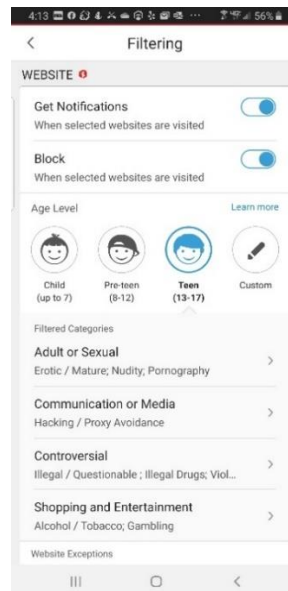 4:13
56%
Filtering
WEBSITE
Get Notifications
When selected websites are visited
Block
When selected websites are visited
Age Level
Learn more
Child
(up to 7)
Pre-teen
(8-12)
Teen
(13-17)
Custom
Filtered Categories
Adult or Sexual
Erotic / Mature; Nudity; Pornography
Communication or Media
Hacking / Proxy Avoidance
Controversial
Illegal / Questionable ; Illegal Drugs; Viol...
Shopping and Entertainment
Alcohol / Tobacco; Gambling
Website Exceptions